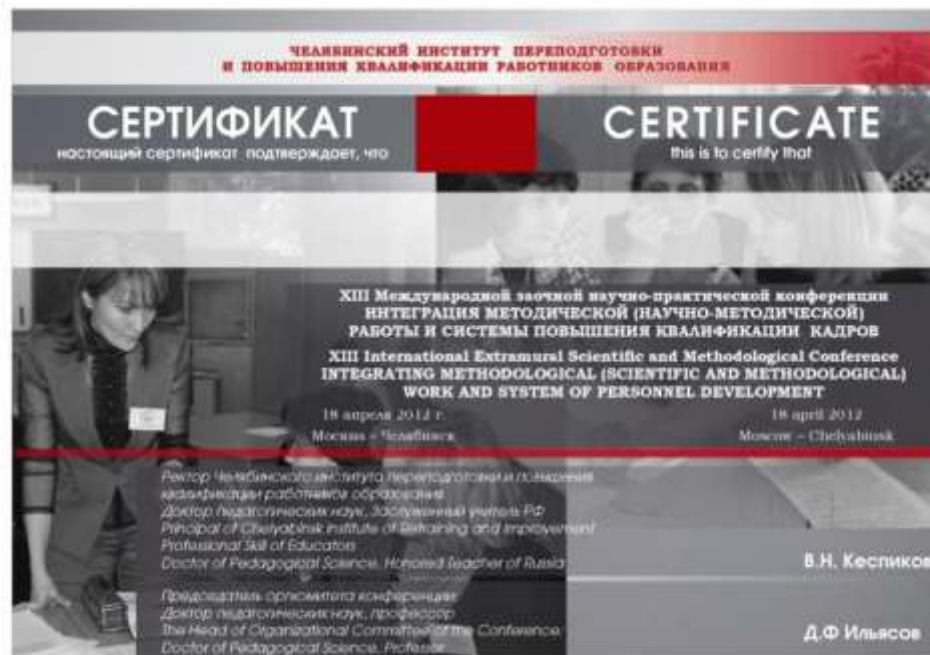 ЧЕЛЯБИНСКИЙ ИНСТИТУТ ПЕРЕПОДГОТОВКИ
И ПОВЫШЕНИЯ КВАЛИФИКАЦИИ РАБОТНИКОВ ОБРАЗОВАНИЯ
СЕРТИФИКАТ
настоящий сертификат подтверждает, что
CERTIFICATE
this is to certify that
XIII Международной заочной научно-практической конференции
ИНТЕГРАЦИЯ МЕТОДИЧЕСКОЙ (НАУЧНО-МЕТОДИЧЕСКОЙ)
РАБОТЫ И СИСТЕМЫ ПОВЫШЕНИЯ КВАЛИФИКАЦИИ КАДРОВ
XIII International Extramural Scientific and Methodological Conference
INTEGRATING METHODOLOGICAL (SCIENTIFIC AND METHODOLOGICAL)
WORK AND SYSTEM OF PERSONNEL DEVELOPMENT
18 апреля 2012 г.
18 april 2012
Москва – Челябинск
Moscow – Chelyabinsk
Ректор Челябинского института переподготовки и повышения
квалификации работников образования
Доктор педагогических наук, Заслуженный учитель РФ
Principal of Chelyabinsk Institute of Retraining and Improvement
Professional Skill of Educators
Doctor of Pedagogical Science, Honored Teacher of Russia
В.Н. Кеспиков
Председатель оргкомитета конференции
Доктор педагогических наук, профессор
The Head of Organizational Committee of the Conference
Doctor of Pedagogical Science, Professor
Д.Ф Ильясов